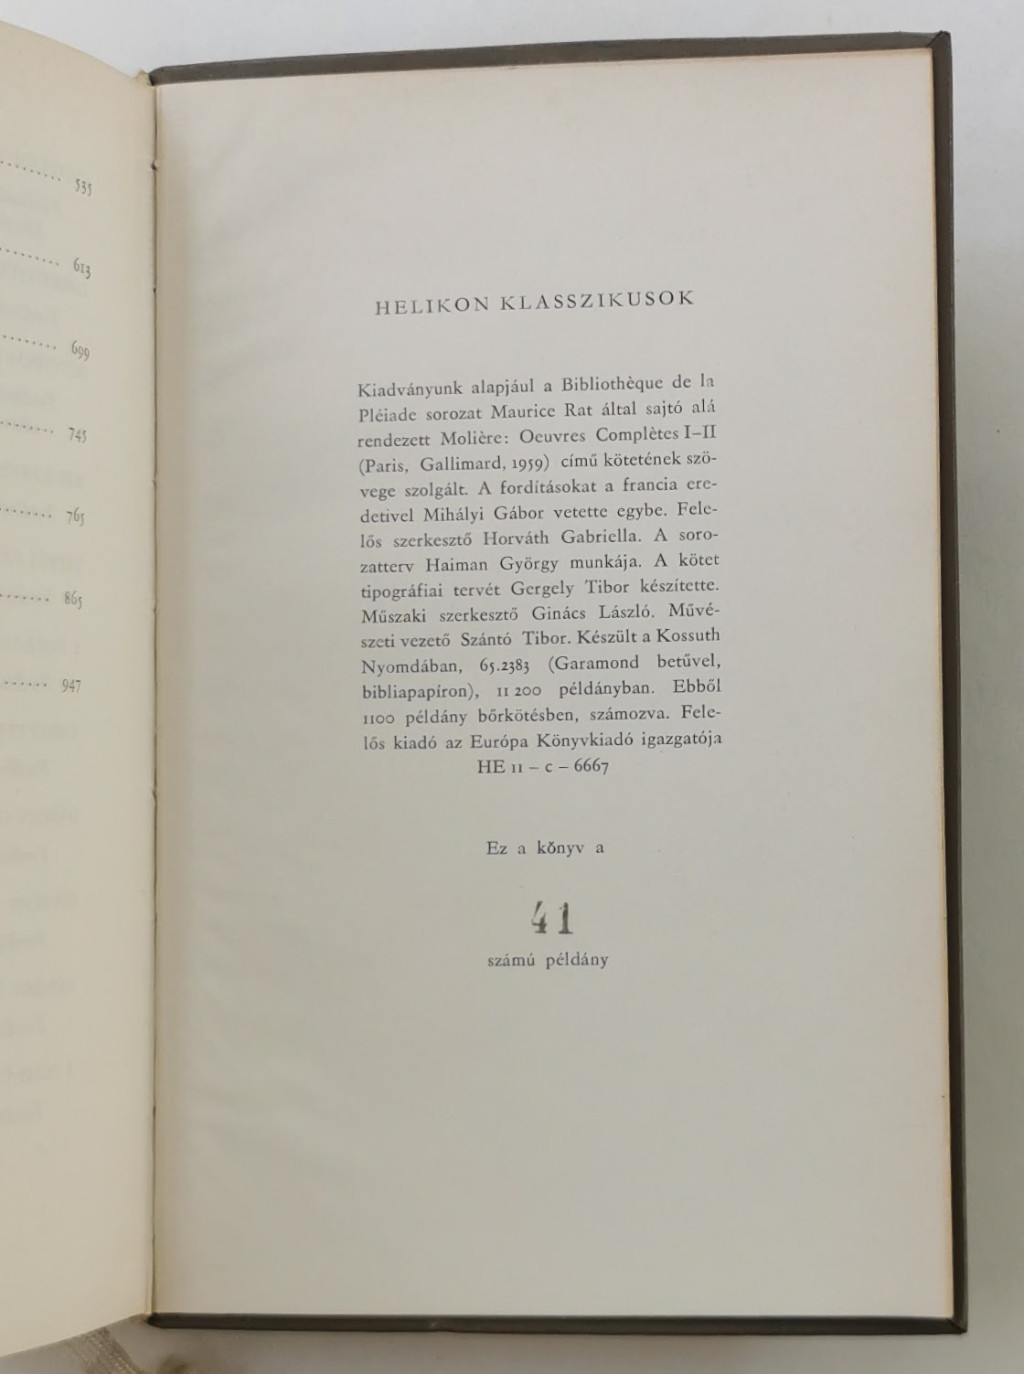 535
613
699
745
765
865
947
HELIKON KLASSZIKUSOK
Kiadványunk alapjául a Bibliothèque de la
Pléiade sorozat Maurice Rat által sajtó alá
rendezett Molière: Oeuvres Complètes I–II
(Paris, Gallimard, 1959) című kötetének szö-
vege szolgált. A fordításokat a francia ere-
detivel Mihályi Gábor vetette egybe. Fele-
lős szerkesztő Horváth Gabriella. A soro-
zatterv Haiman György munkája. A kötet
tipográfiai tervét Gergely Tibor készítette.
Műszaki szerkesztő Ginács László. Művé-
szeti vezető Szántó Tibor. Készült a Kossuth
Nyomdában, 65.2383 (Garamond betűvel,
bibliapapíron), 11 200 példányban. Ebből
1100 példány bőrkötésben, számozva. Fele-
lős kiadó az Európa Könyvkiadó igazgatója
HE 11 – c – 6667
Ez a könyv a
41
számú példány